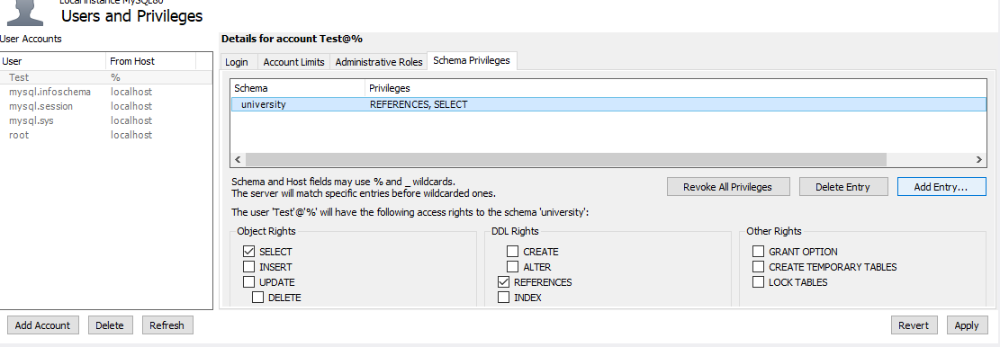 Local instance MySQL80
Users and Privileges
User Accounts
Details for account Test@%
Login Account Limits Administrative Roles Schema Privileges
User From Host
Test %
mysql.infoschema localhost
mysql.session localhost
mysql.sys localhost
root localhost
Schema Privileges
university REFERENCES, SELECT
Schema and Host fields may use % and _ wildcards.
The server will match specific entries before wildcarded ones.
Revoke All Privileges Delete Entry Add Entry...
The user 'Test'@'%' will have the following access rights to the schema 'university':
Object Rights
SELECT
INSERT
UPDATE
DELETE
DDL Rights
CREATE
ALTER
REFERENCES
INDEX
Other Rights
GRANT OPTION
CREATE TEMPORARY TABLES
LOCK TABLES
Add Account Delete Refresh
Revert Apply